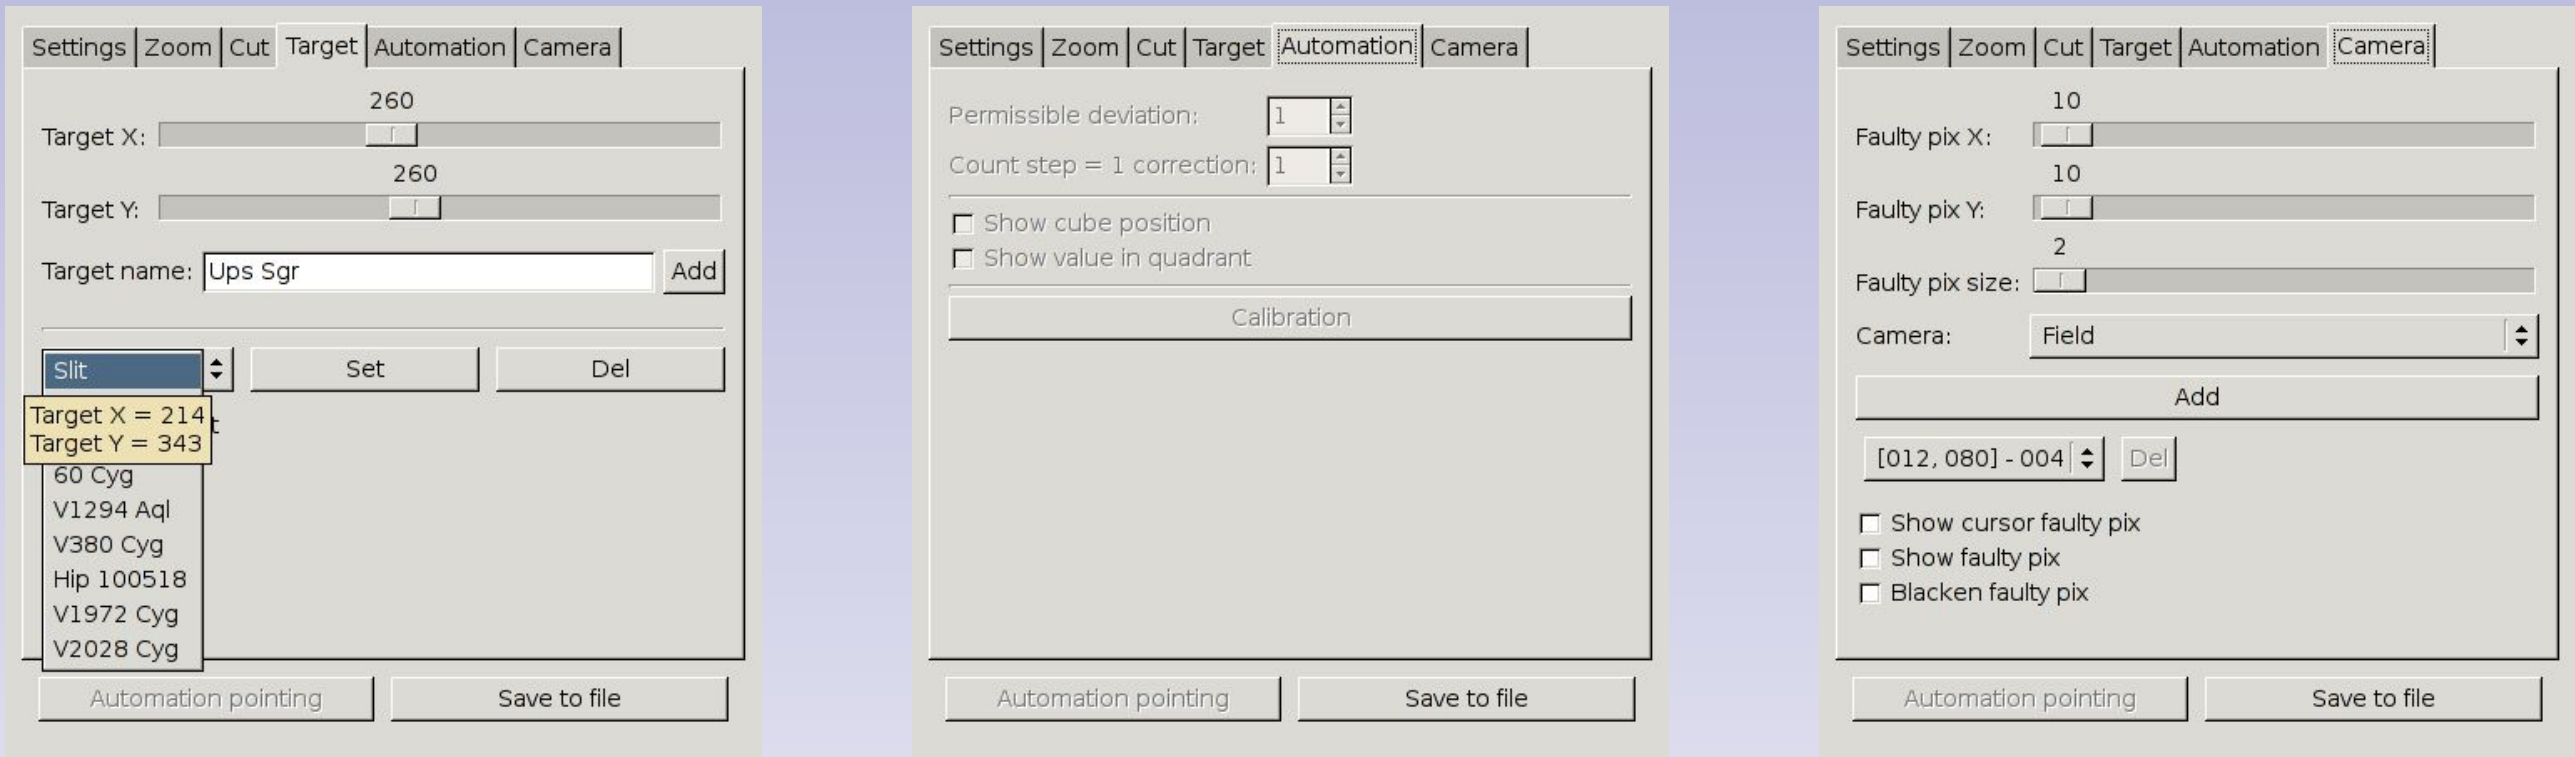 Settings Zoom Cut Target Automation Camera
260
Target X:
260
Target Y:
Target name: Ups Sgr Add
Slit Set Del
Target X = 214
Target Y = 343
t
60 Cyg
V1294 Aql
V380 Cyg
Hip 100518
V1972 Cyg
V2028 Cyg
Automation pointing Save to file
Settings Zoom Cut Target Automation Camera
Permissible deviation: 1
Count step = 1 correction: 1
Show cube position
Show value in quadrant
Calibration
Automation pointing Save to file
Settings Zoom Cut Target Automation Camera
10
Faulty pix X:
10
Faulty pix Y:
2
Faulty pix size:
Camera: Field
Add
[012, 080] - 004 Del
Show cursor faulty pix
Show faulty pix
Blacken faulty pix
Automation pointing Save to file